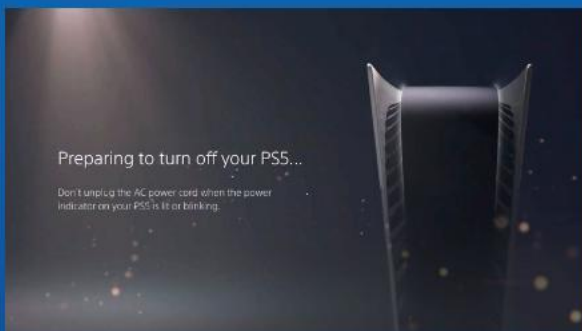 Preparing to turn off your PS5...
Don't unplug the AC power cord when the power
indicator on your PS5 is lit or blinking.